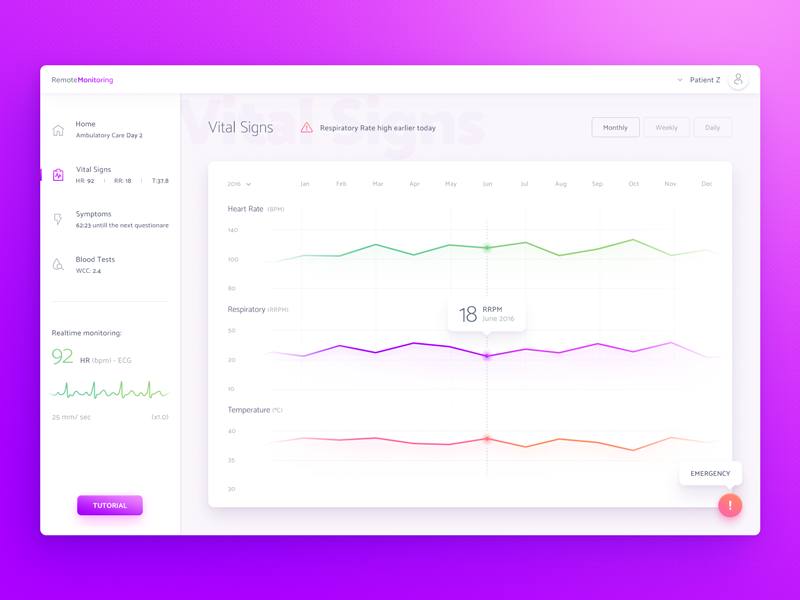 RemoteMonitoring
Patient Z
Home
Ambulatory Care Day 2
Vital Signs
HR: 92 | RR: 18 | T:37.8
Symptoms
62:23 untill the next questionare
Blood Tests
WCC: 2.4
Realtime monitoring:
92 HR (bpm) - ECG
25 mm/ sec (x1.0)
TUTORIAL
Vital Signs
Vital Signs
Respiratory Rate high earlier today
Monthly Weekly Daily
2016 Jan Feb Mar Apr May Jun Jul Aug Sep Oct Nov Dec
Heart Rate (BPM)
140
100
80
Respiratory (RRPM)
50
20
10
18 RRPM
June 2016
Temperature (ºC)
40
35
30
EMERGENCY
!